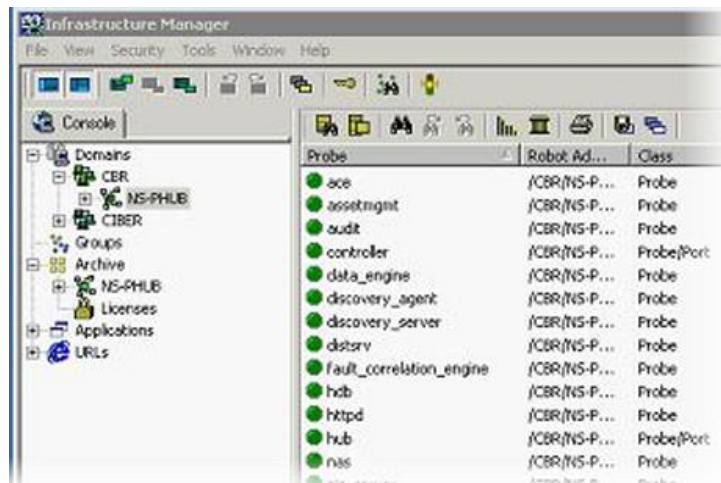 Infrastructure Manager
File View Security Tools Window Help
Console
Domains
CBR
NS-PHUB
CIBER
Groups
Archive
NS-PHUB
Licenses
Applications
URLs
Probe Robot Ad... Class
ace /CBR/NS-P... Probe
assetmgmt /CBR/NS-P... Probe
audit /CBR/NS-P... Probe
controller /CBR/NS-P... Probe/Port
data_engine /CBR/NS-P... Probe
discovery_agent /CBR/NS-P... Probe
discovery_server /CBR/NS-P... Probe
distsrv /CBR/NS-P... Probe
fault_correlation_engine /CBR/NS-P... Probe
hdb /CBR/NS-P... Probe
httpd /CBR/NS-P... Probe
hub /CBR/NS-P... Probe/Port
nas /CBR/NS-P... Probe